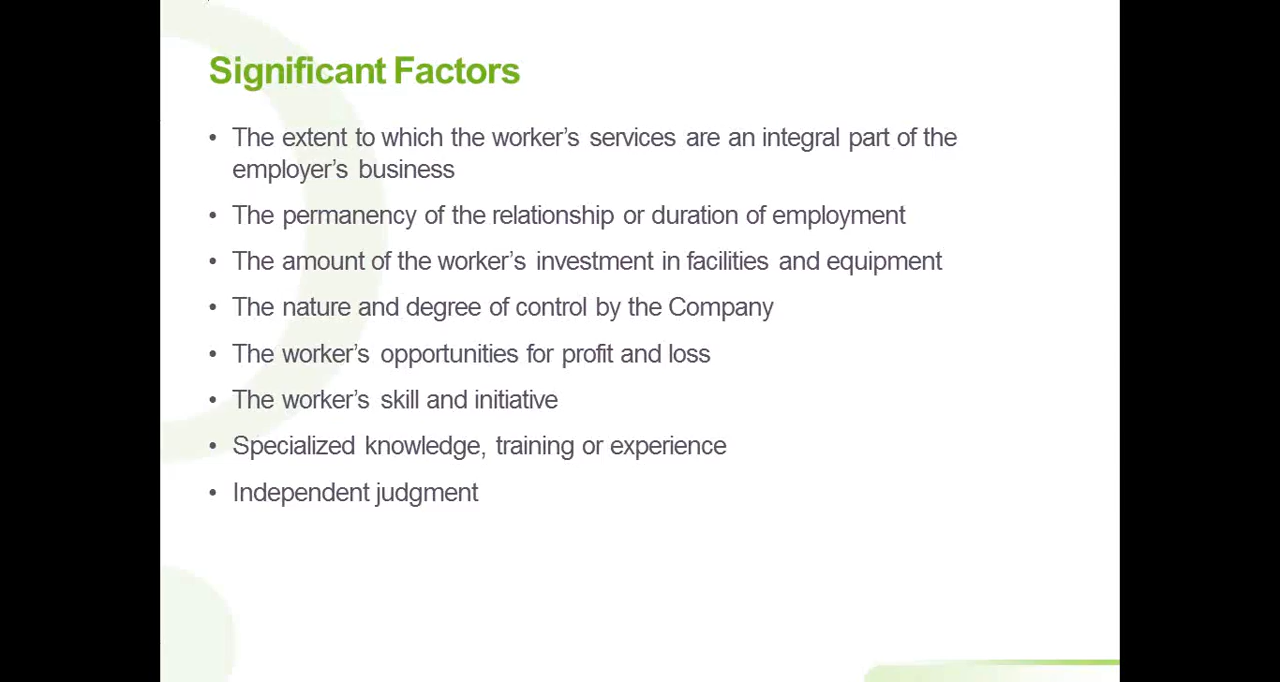 Significant Factors
• The extent to which the worker's services are an integral part of the
employer's business
• The permanency of the relationship or duration of employment
• The amount of the worker's investment in facilities and equipment
• The nature and degree of control by the Company
• The worker's opportunities for profit and loss
• The worker's skill and initiative
• Specialized knowledge, training or experience
• Independent judgment